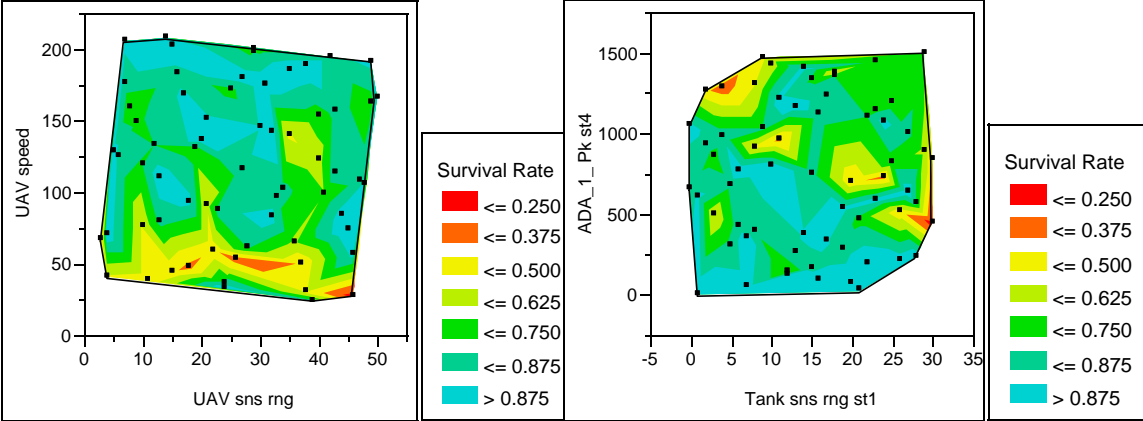 UAV speed
200
150
100
50
0
0 10 20 30 40 50
UAV sns rng
Survival Rate
<= 0.250
<= 0.375
<= 0.500
<= 0.625
<= 0.750
<= 0.875
> 0.875
ADA_1_Pk st4
1500
1000
500
0
-5 0 5 10 15 20 25 30 35
Tank sns rng st1
Survival Rate
<= 0.250
<= 0.375
<= 0.500
<= 0.625
<= 0.750
<= 0.875
> 0.875